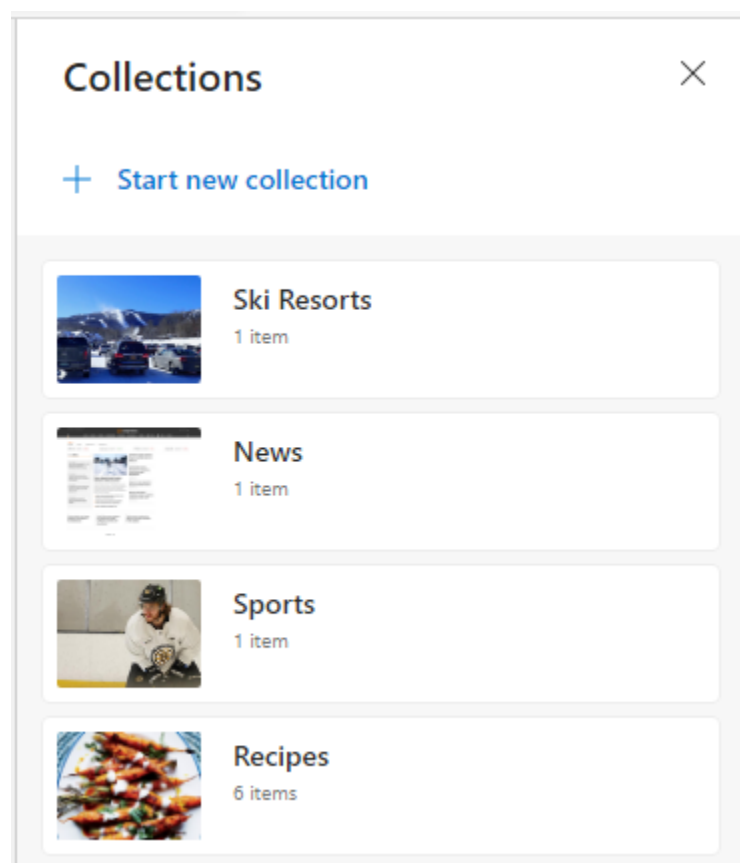 Collections
Start new collection
Ski Resorts
1 item
News
1 item
Sports
1 item
Recipes
6 items